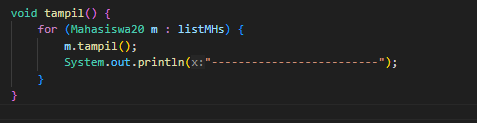 void tampil() {
for (Mahasiswa20 m : listMHs) {
m.tampil();
System.out.println(x:"-------------------------");
}
}